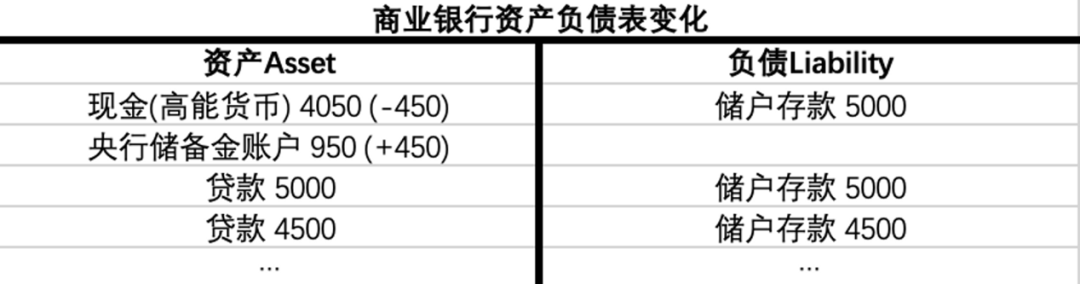 商业银行资产负债表变化
资产Asset 负债Liability
现金(高能货币) 4050 (-450) 储户存款 5000
央行储备金账户 950 (+450)
贷款 5000 储户存款 5000
贷款 4500 储户存款 4500
... ...